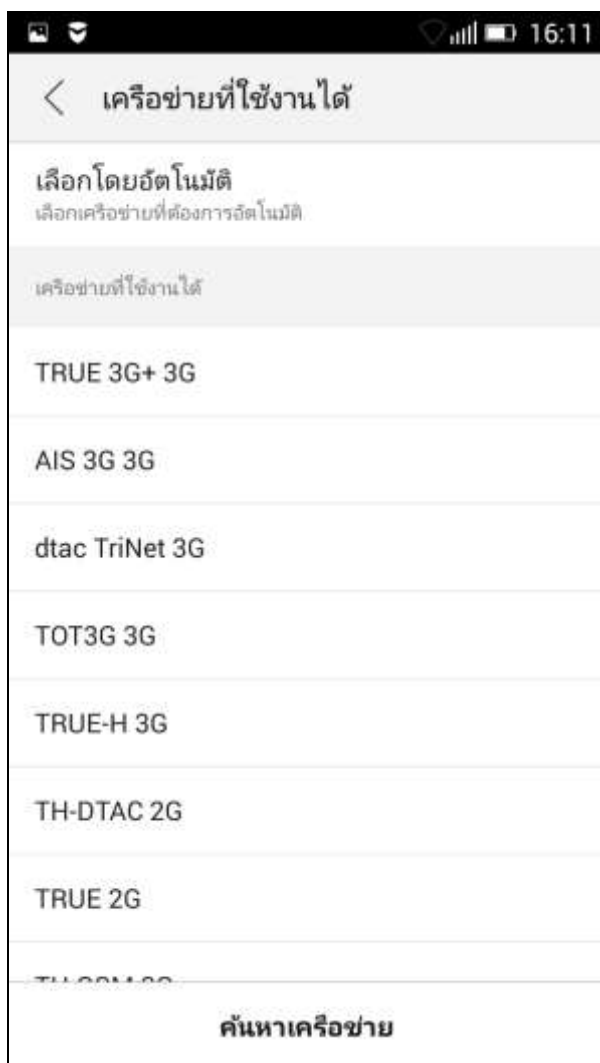 16:11
เครือข่ายที่ใช้งานได้
เลือกโดยอัตโนมัติ
เลือกเครือข่ายที่ต้องการอัตโนมัติ
เครือข่ายที่ใช้งานได้
TRUE 3G+ 3G
AIS 3G 3G
dtac TriNet 3G
TOT3G 3G
TRUE-H 3G
TH-DTAC 2G
TRUE 2G
ค้นหาเครือข่าย